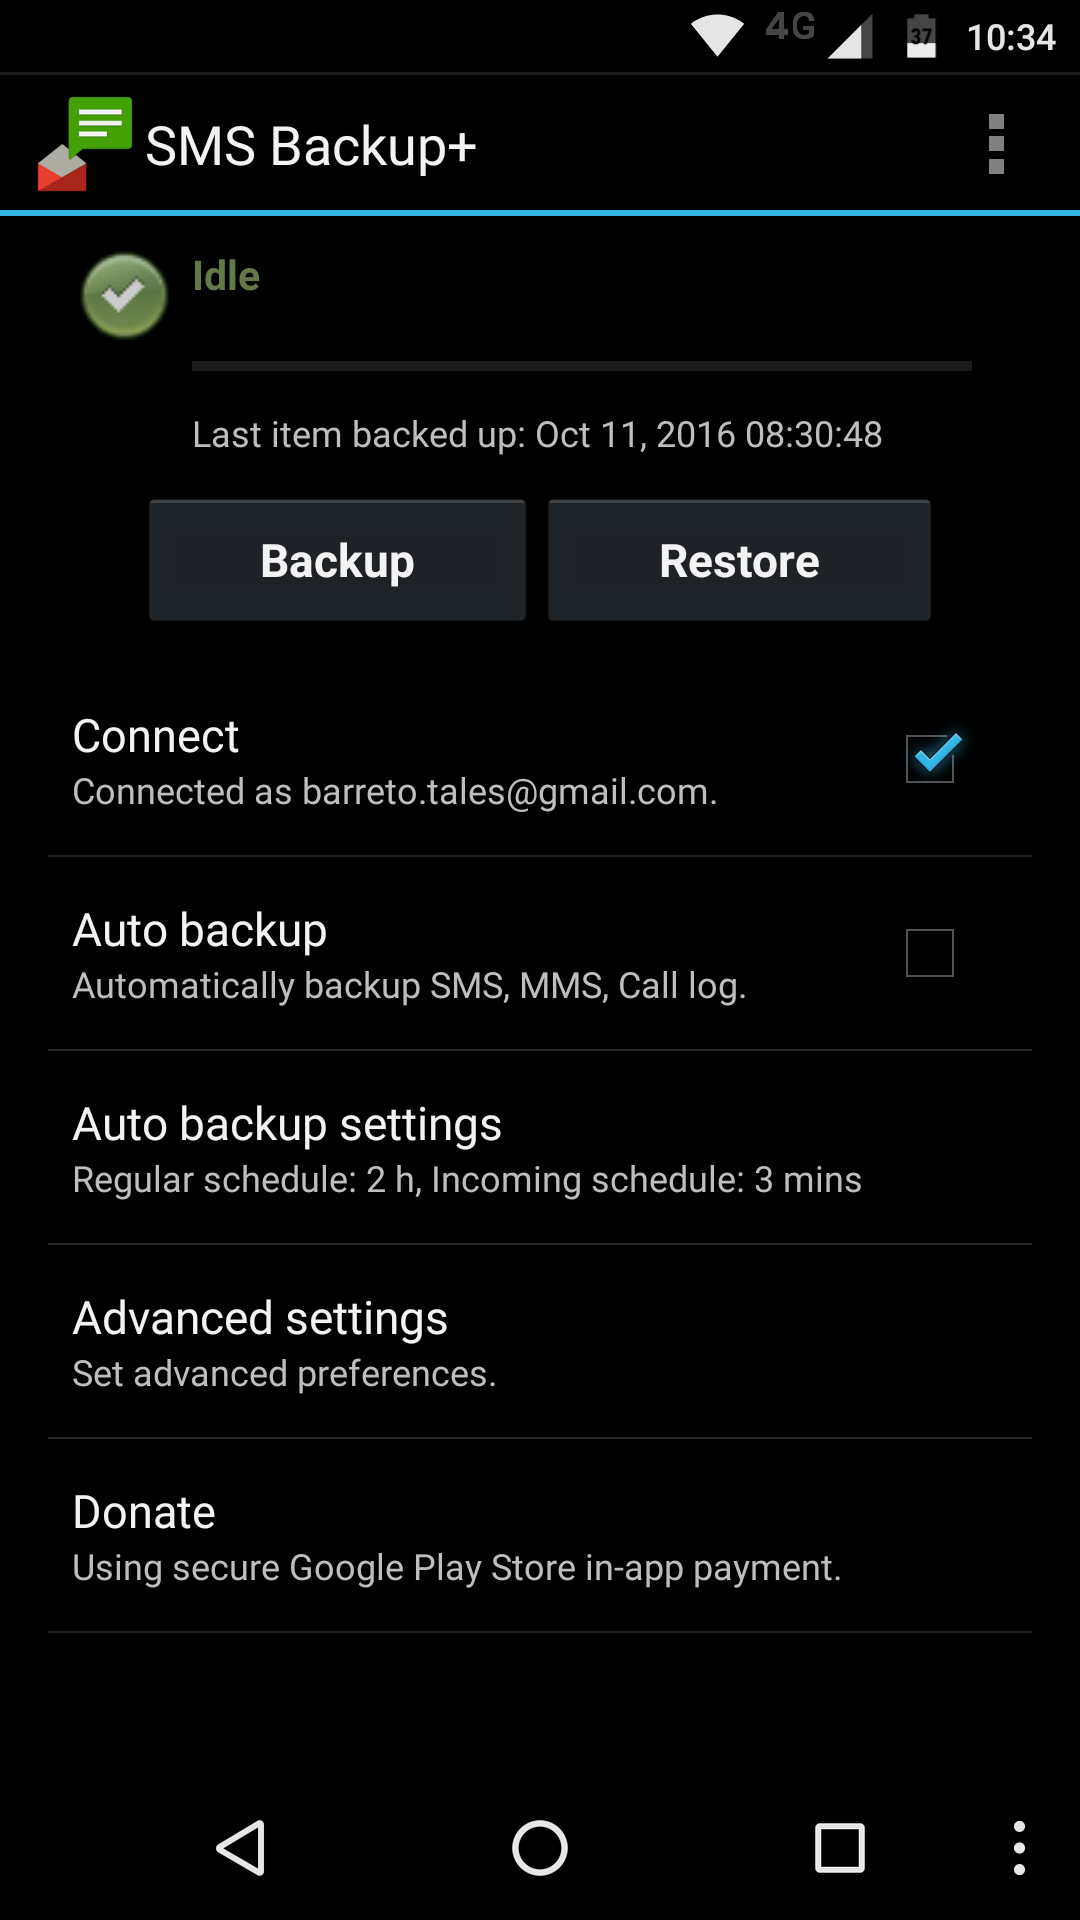 4G 37 10:34
SMS Backup+
Idle
Last item backed up: Oct 11, 2016 08:30:48
Backup Restore
Connect
Connected as barreto.tales@gmail.com.
Auto backup
Automatically backup SMS, MMS, Call log.
Auto backup settings
Regular schedule: 2 h, Incoming schedule: 3 mins
Advanced settings
Set advanced preferences.
Donate
Using secure Google Play Store in-app payment.